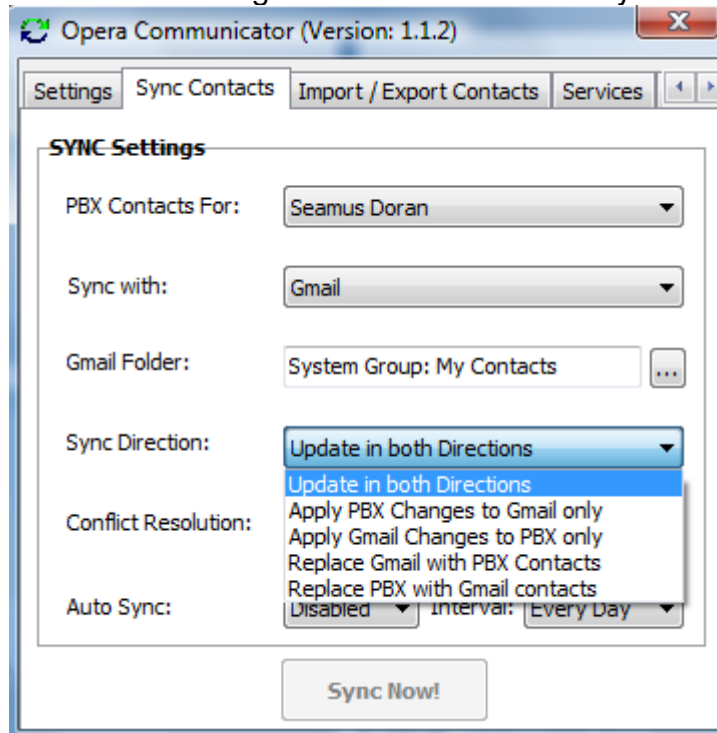 Opera Communicator (Version: 1.1.2)
Settings Sync Contacts Import / Export Contacts Services
SYNC Settings
PBX Contacts For: Seamus Doran
Sync with: Gmail
Gmail Folder: System Group: My Contacts ...
Sync Direction: Update in both Directions
Update in both Directions
Apply PBX Changes to Gmail only
Conflict Resolution:
Apply Gmail Changes to PBX only
Replace Gmail with PBX Contacts
Replace PBX with Gmail contacts
Auto Sync: Disabled Interval: Every Day
Sync Now!